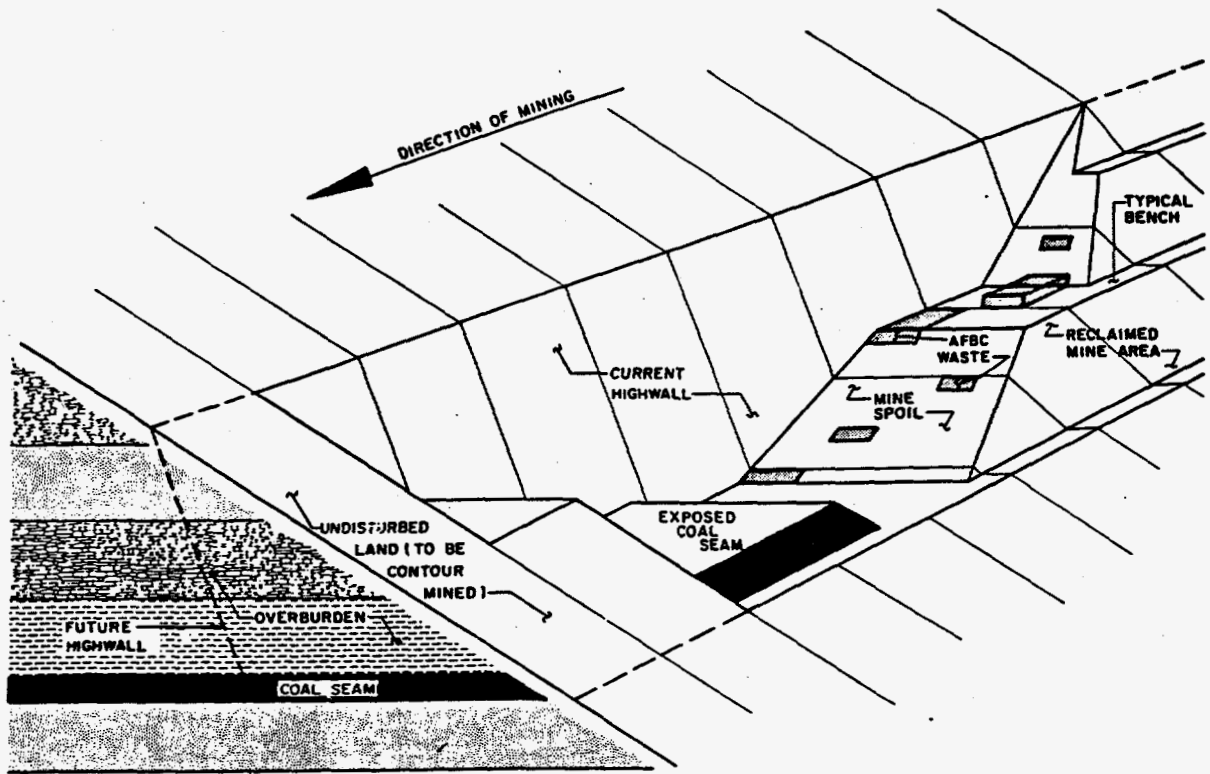 DIRECTION OF MINING
TYPICAL
BENCH
AFBC
WASTE
RECLAIMED
MINE AREA
CURRENT
HIGHWALL
MINE
SPOIL
EXPOSED
COAL
SEAM
UNDISTURBED
LAND ( TO BE
CONTOUR
MINED )
FUTURE
HIGHWALL
OVERBURDEN
COAL SEAM